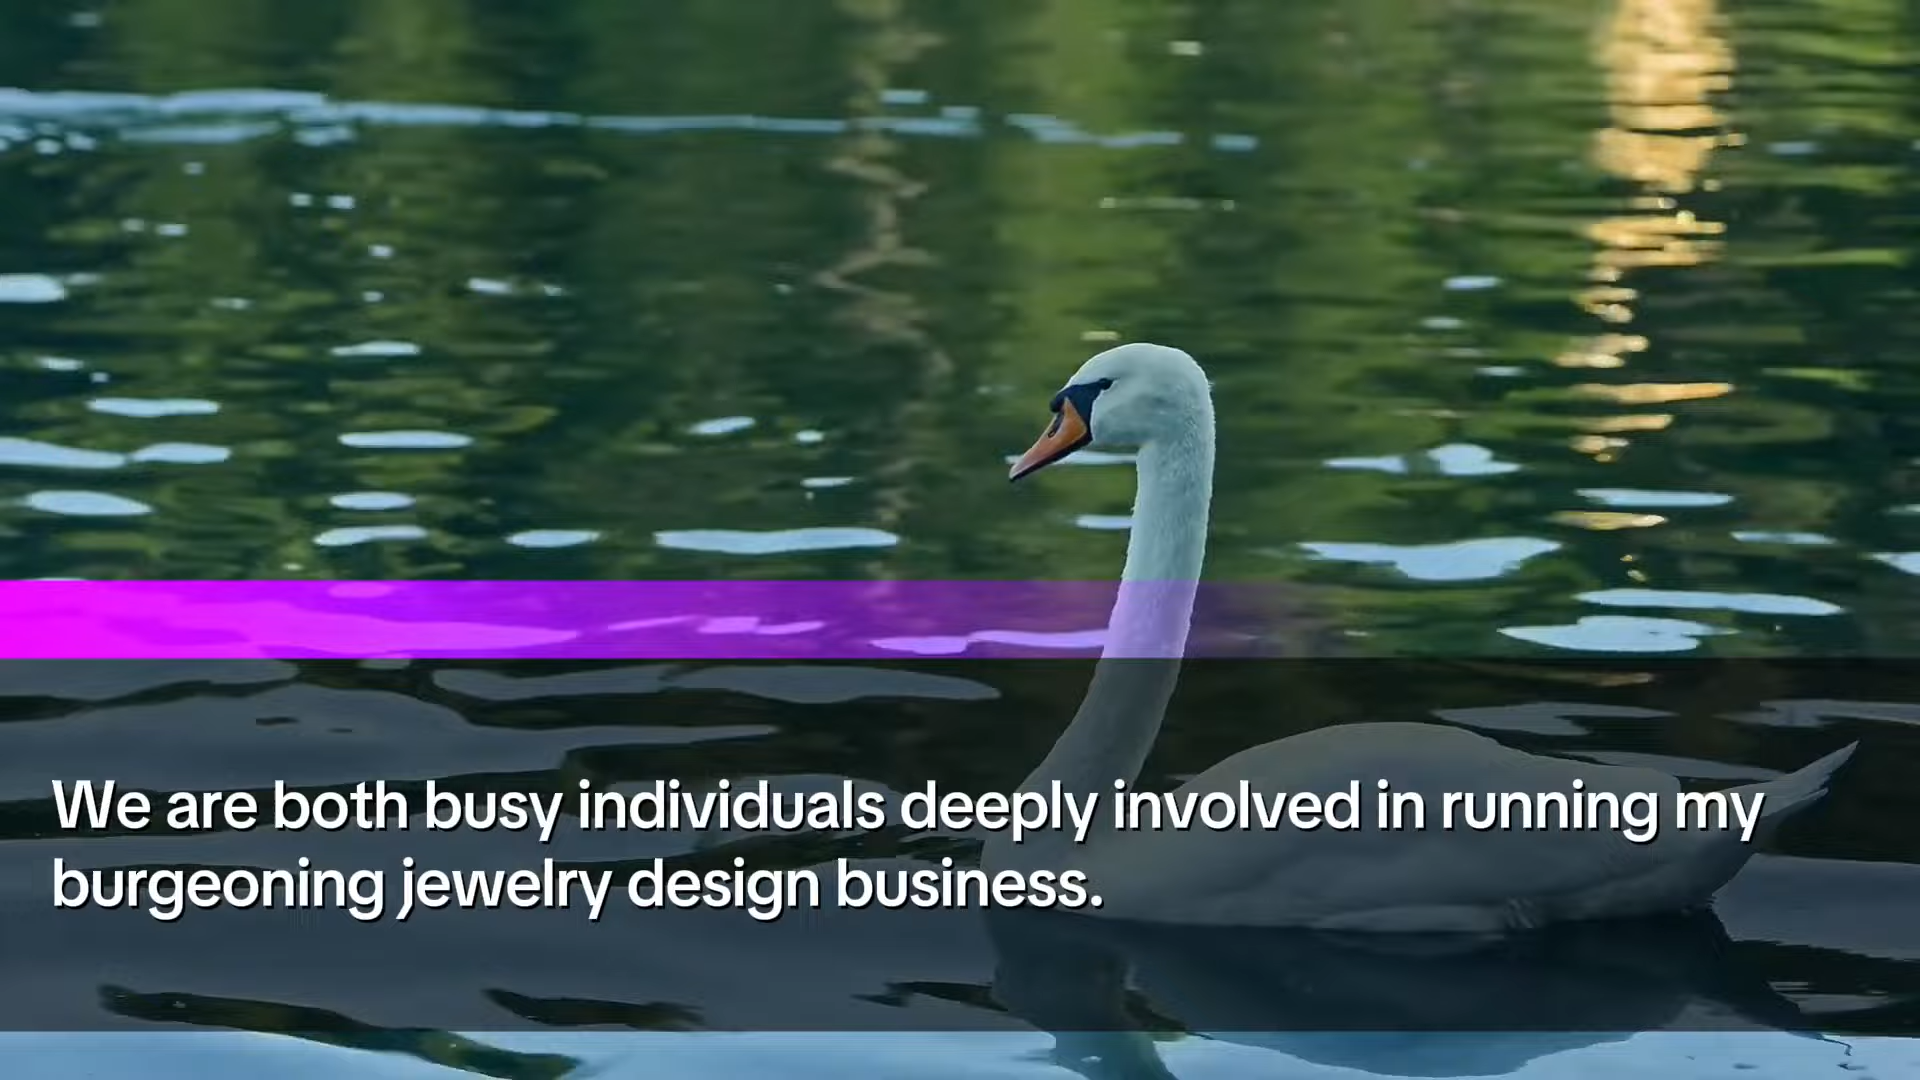 We are both busy individuals deeply involved in running my
burgeoning jewelry design business.